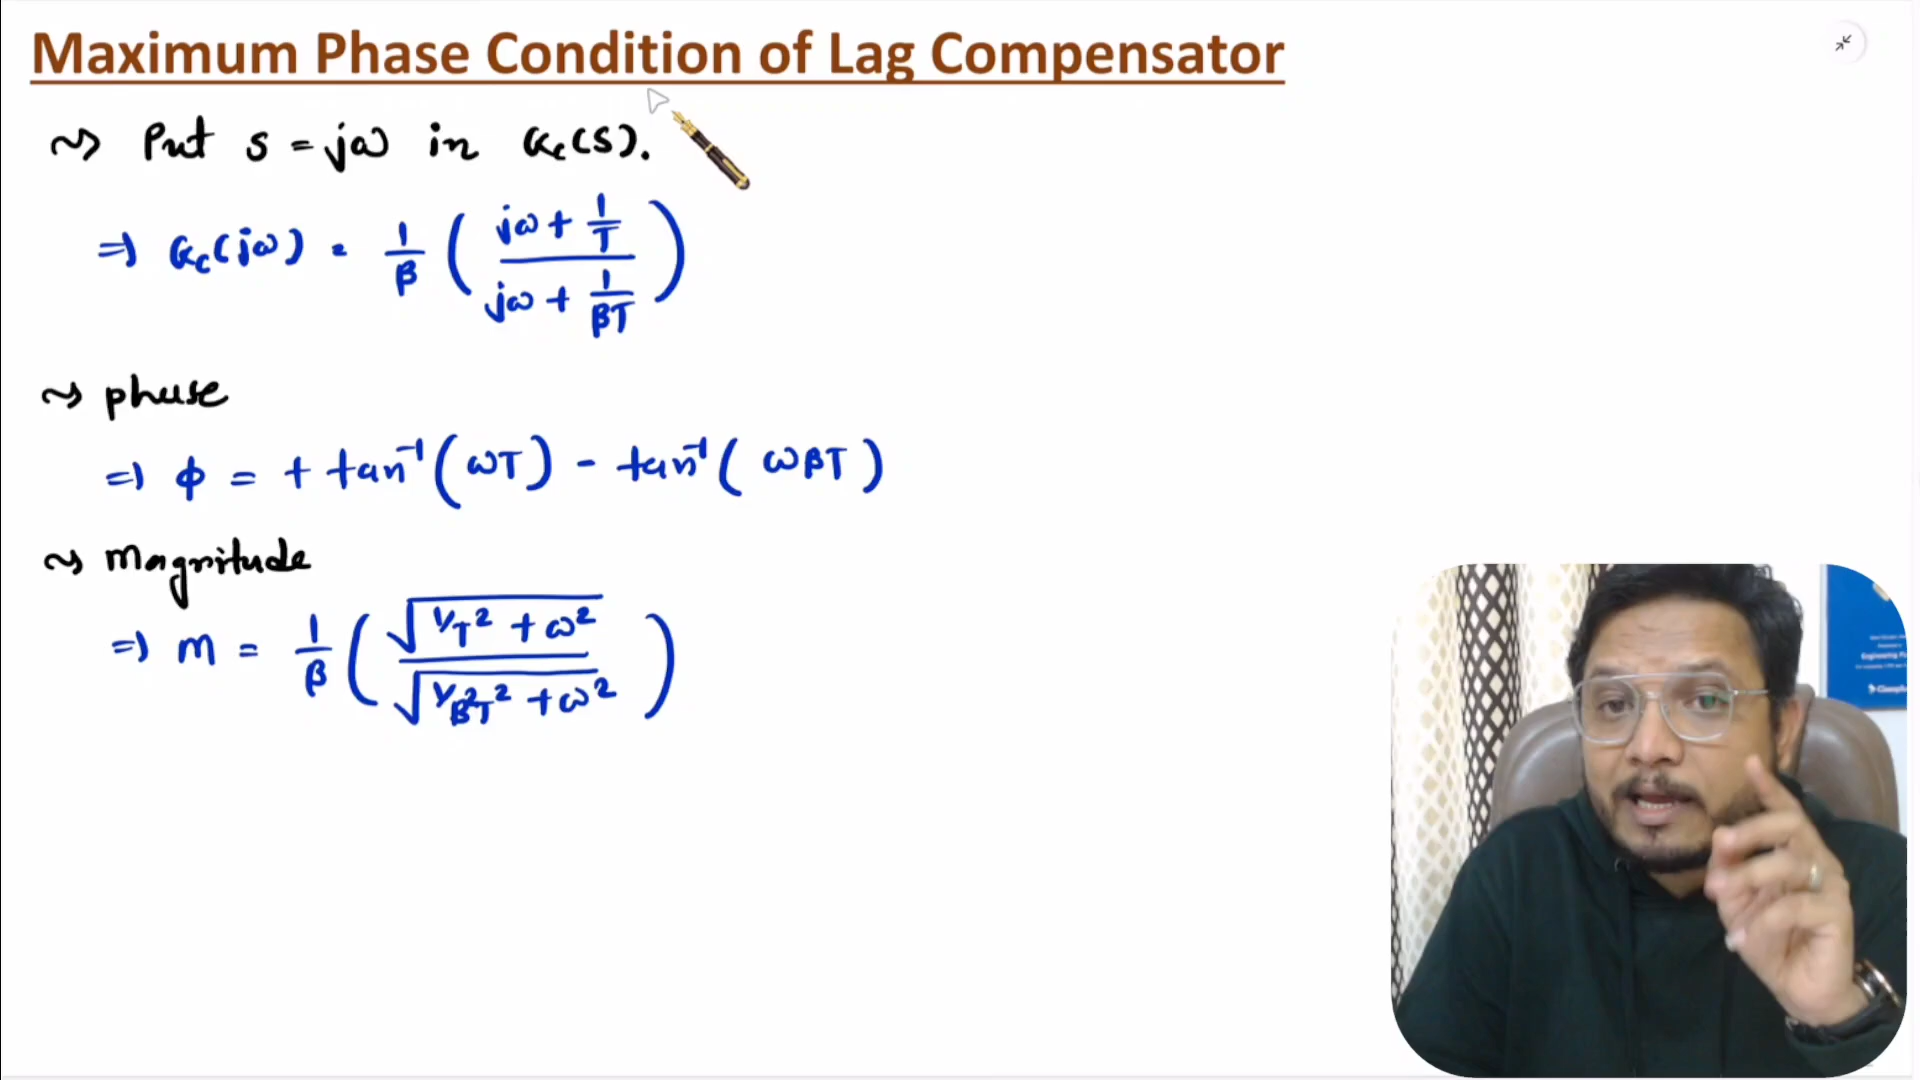 Maximum Phase Condition of Lag Compensator
~> Put s = jω in Gc(s).
=> Gc(jω) = 1/β ( (jω + 1/T) / (jω + 1/βT) )
~> phase
=> ϕ = + tan⁻¹(ωT) - tan⁻¹(ωβT)
~> Magnitude
=> M = 1/β ( √(1/T² + ω²) / √(1/β²T² + ω²) )